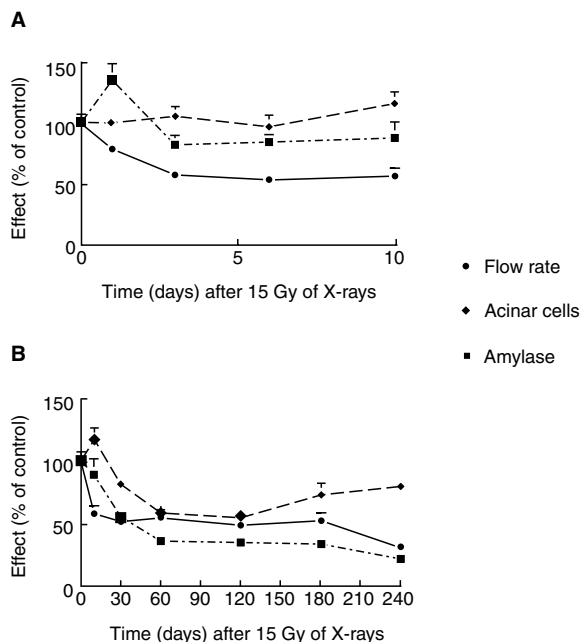 A
150
100
50
0
Effect (% of control)
0 5 10
Time (days) after 15 Gy of X-rays
Flow rate
Acinar cells
Amylase
B
150
100
50
0
Effect (% of control)
0 30 60 90 120 150 180 210 240
Time (days) after 15 Gy of X-rays